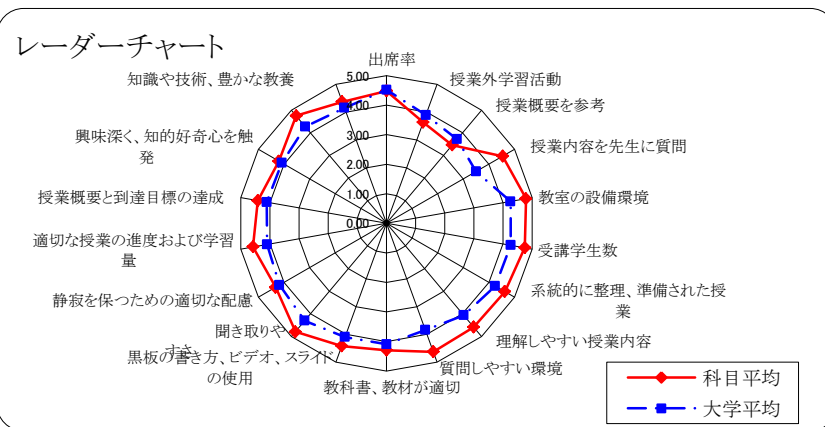 レーダーチャート
出席率
授業外学習活動
授業概要を参考
授業内容を先生に質問
教室の設備環境
受講学生数
系統的に整理、準備された授
業
理解しやすい授業内容
質問しやすい環境
教科書、教材が適切
黒板の書き方、ビデオ、スライド
の使用
聞き取りや
すさ
静寂を保つための適切な配慮
適切な授業の進度および学習
量
授業概要と到達目標の達成
興味深く、知的好奇心を触
発
知識や技術、豊かな教養
5.00
4.00
3.00
2.00
1.00
0.00
科目平均
大学平均